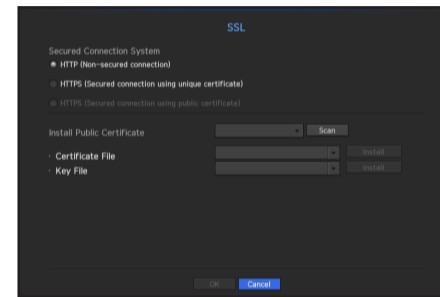 SSL
Secured Connection System
HTTP (Non-secured connection)
HTTPS (Secured connection using unique certificate)
HTTPS (Secured connection using public certificate)
Install Public Certificate Scan
· Certificate File Install
· Key File Install
OK Cancel